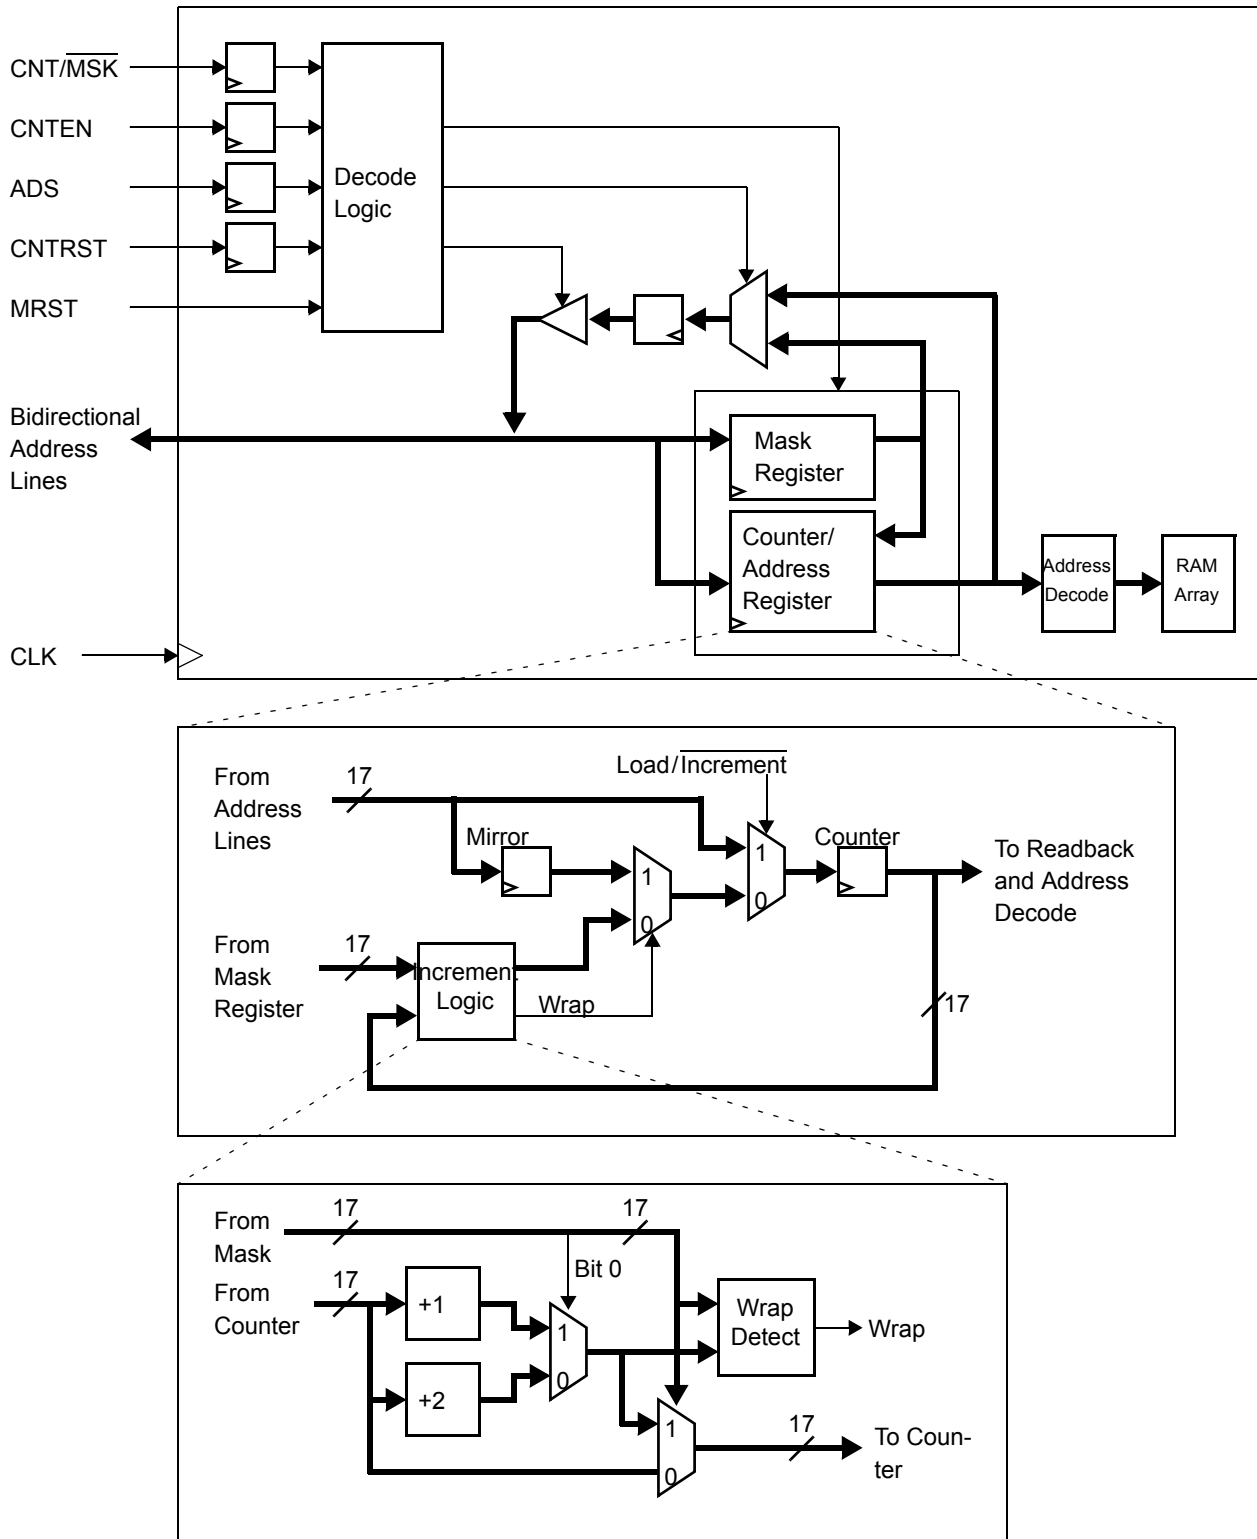 CNT/MSK
CNTEN
ADS
CNTRST
MRST
Decode
Logic
Bidirectional
Address
Lines
Mask
Register
Counter/
Address
Register
Address
Decode
RAM
Array
CLK
From
Address
Lines
17
Load/Increment
Mirror
1
0
1
0
Counter
To Readback
and Address
Decode
From
Mask
Register
17
Increment
Logic
Wrap
17
From
Mask
17
17
Bit 0
From
Counter
17
+1
+2
1
0
Wrap
Detect
Wrap
1
0
17
To Coun-
ter